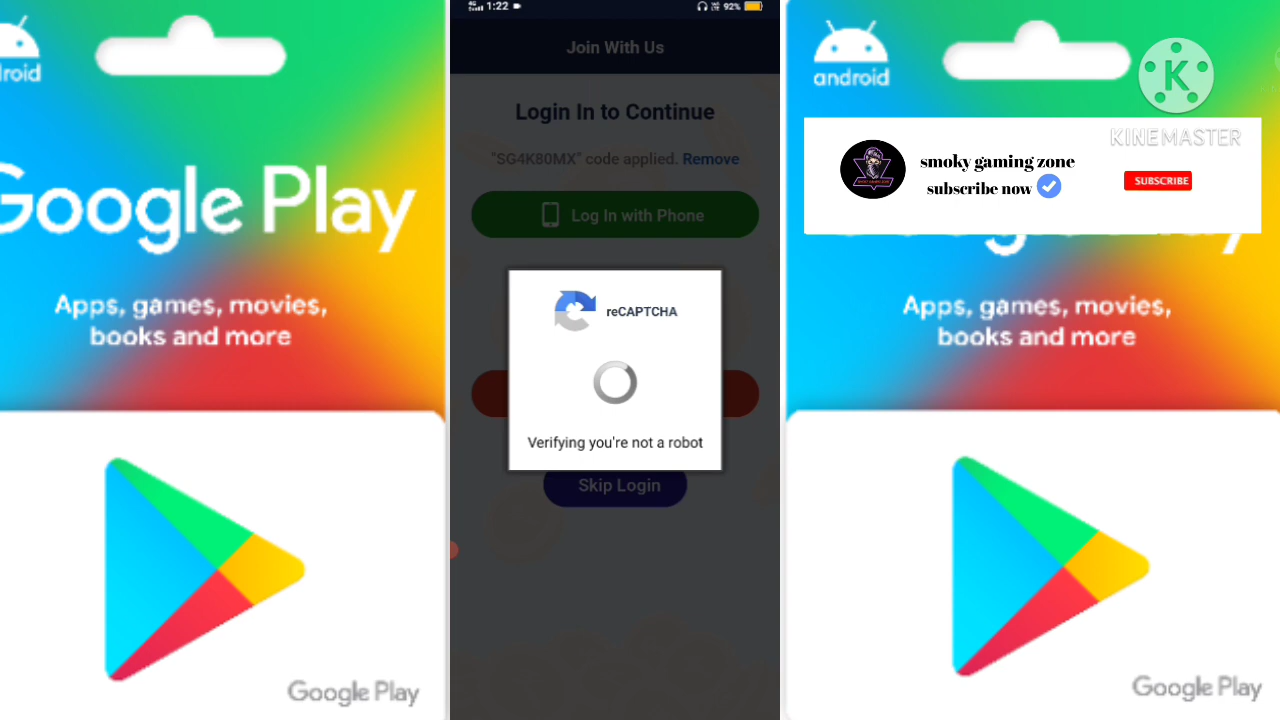 roid
Google Play
Apps, games, movies,
books and more
Google Play
4G
1:22
92%
Join With Us
Login In to Continue
"SG4K80MX" code applied. Remove
Log In with Phone
reCAPTCHA
Verifying you're not a robot
Skip Login
android
K
KINEMASTER
smoky gaming zone
subscribe now
SUBSCRIBE
Apps, games, movies,
books and more
Google Play